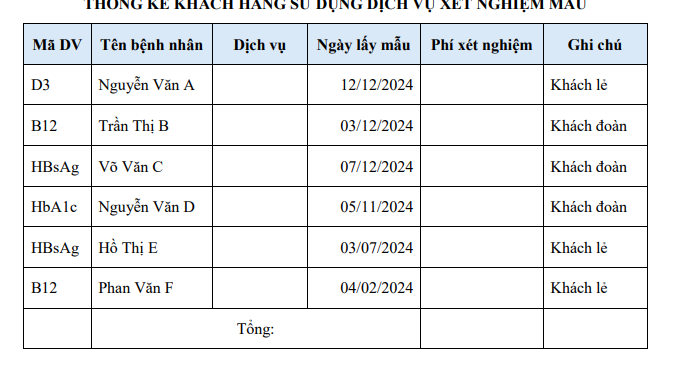 THỐNG KÊ KHÁCH HÀNG SỬ DỤNG DỊCH VỤ XÉT NGHIỆM MÁU
Mã DV Tên bệnh nhân Dịch vụ Ngày lấy mẫu Phí xét nghiệm Ghi chú
D3 Nguyễn Văn A 12/12/2024 Khách lẻ
B12 Trần Thị B 03/12/2024 Khách đoàn
HBsAg Võ Văn C 07/12/2024 Khách đoàn
HbA1c Nguyễn Văn D 05/11/2024 Khách đoàn
HBsAg Hồ Thị E 03/07/2024 Khách lẻ
B12 Phan Văn F 04/02/2024 Khách lẻ
Tổng: